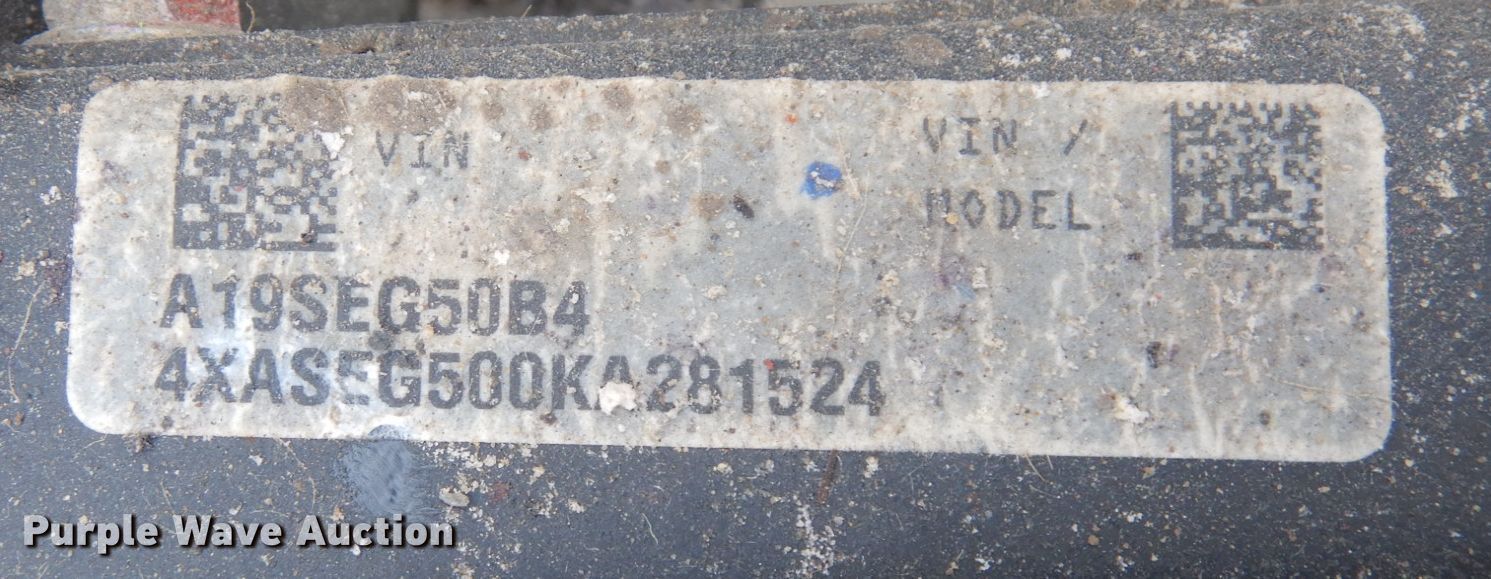 VIN
VIN /
MODEL
A19SEG50B4
4XASEG500KA281524
Purple Wave Auction